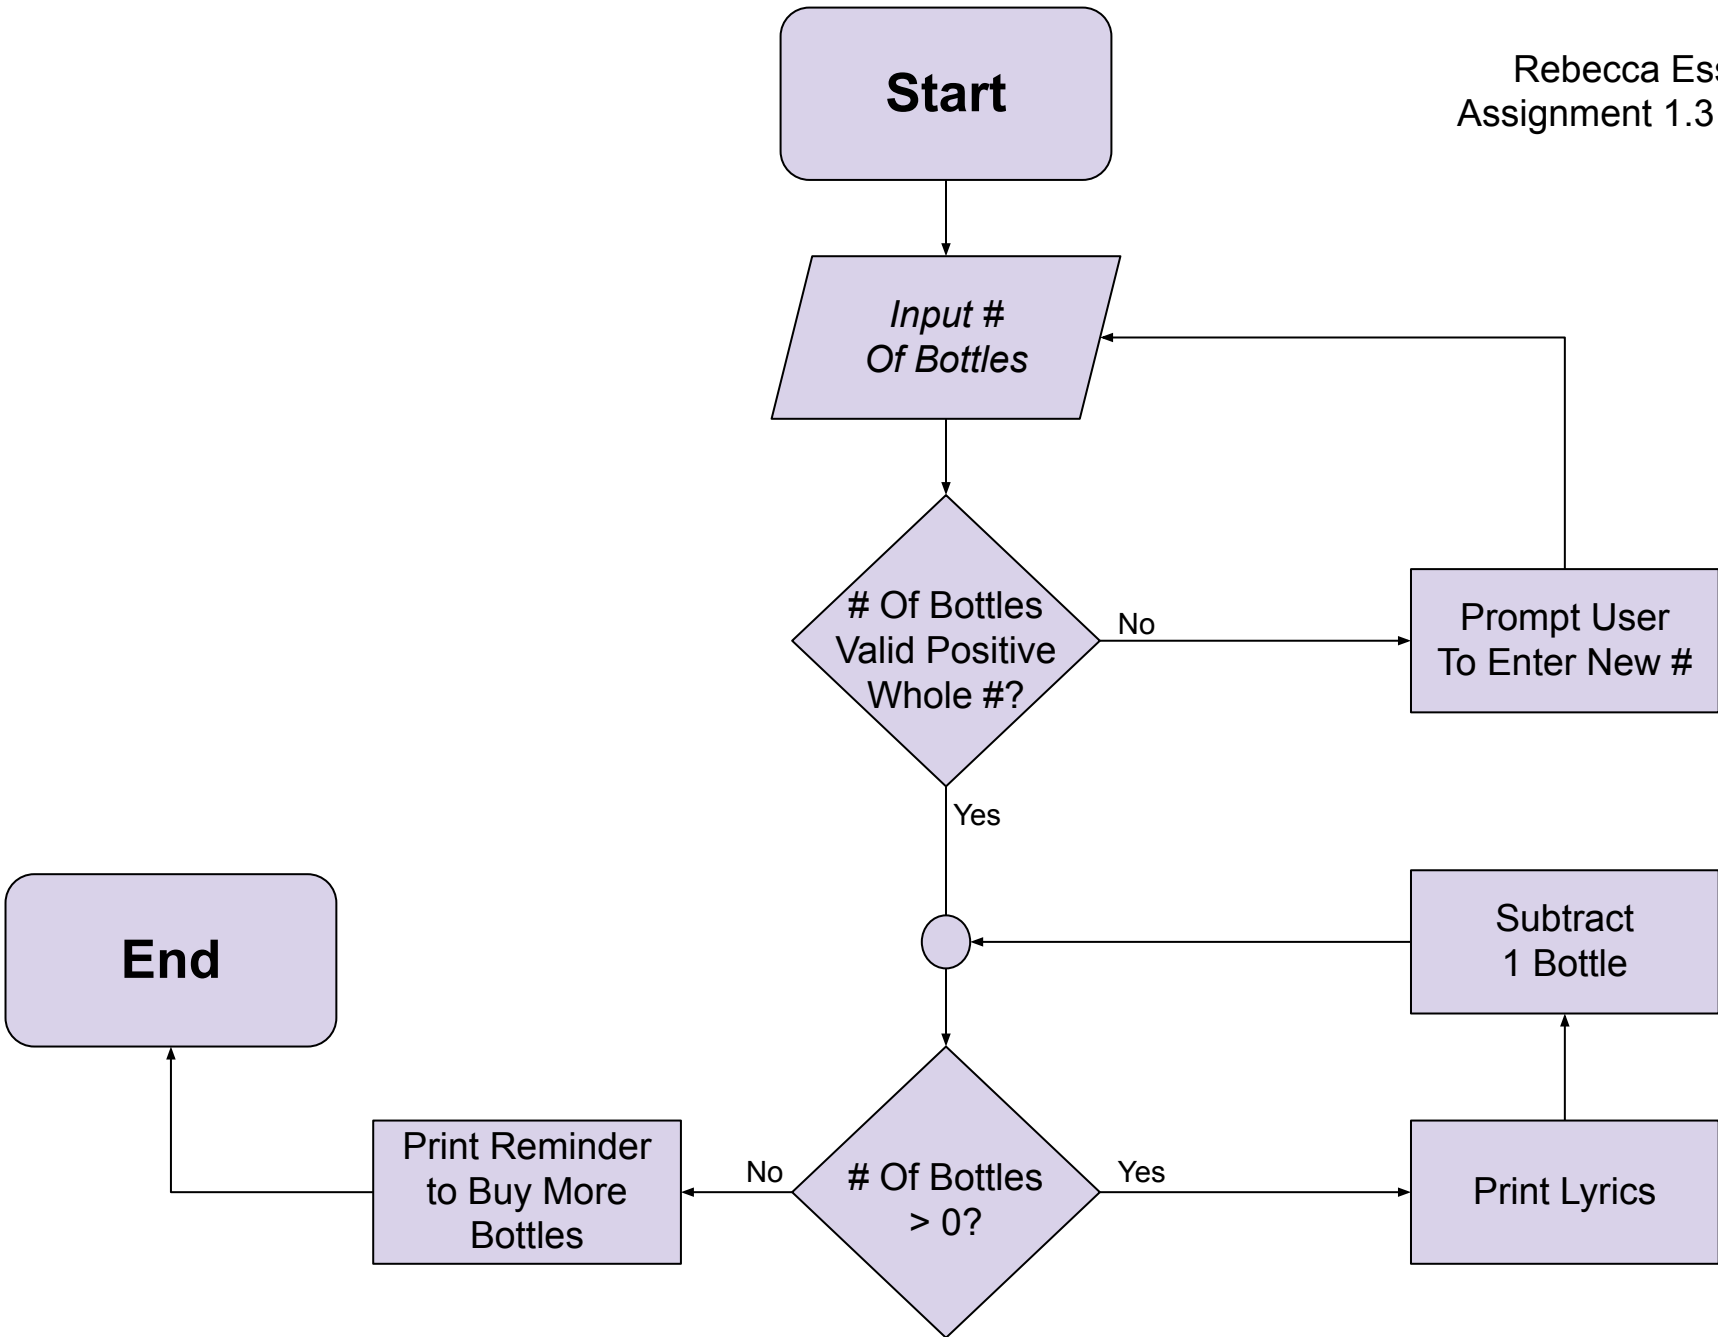 Start
Rebecca
Assignment 1.3
Input #
Of Bottles
# Of Bottles
Valid Positive
Whole #?
No
Prompt User
To Enter New #
Yes
End
Subtract
1 Bottle
Print Reminder
to Buy More
Bottles
No
# Of Bottles
> 0?
Yes
Print Lyrics